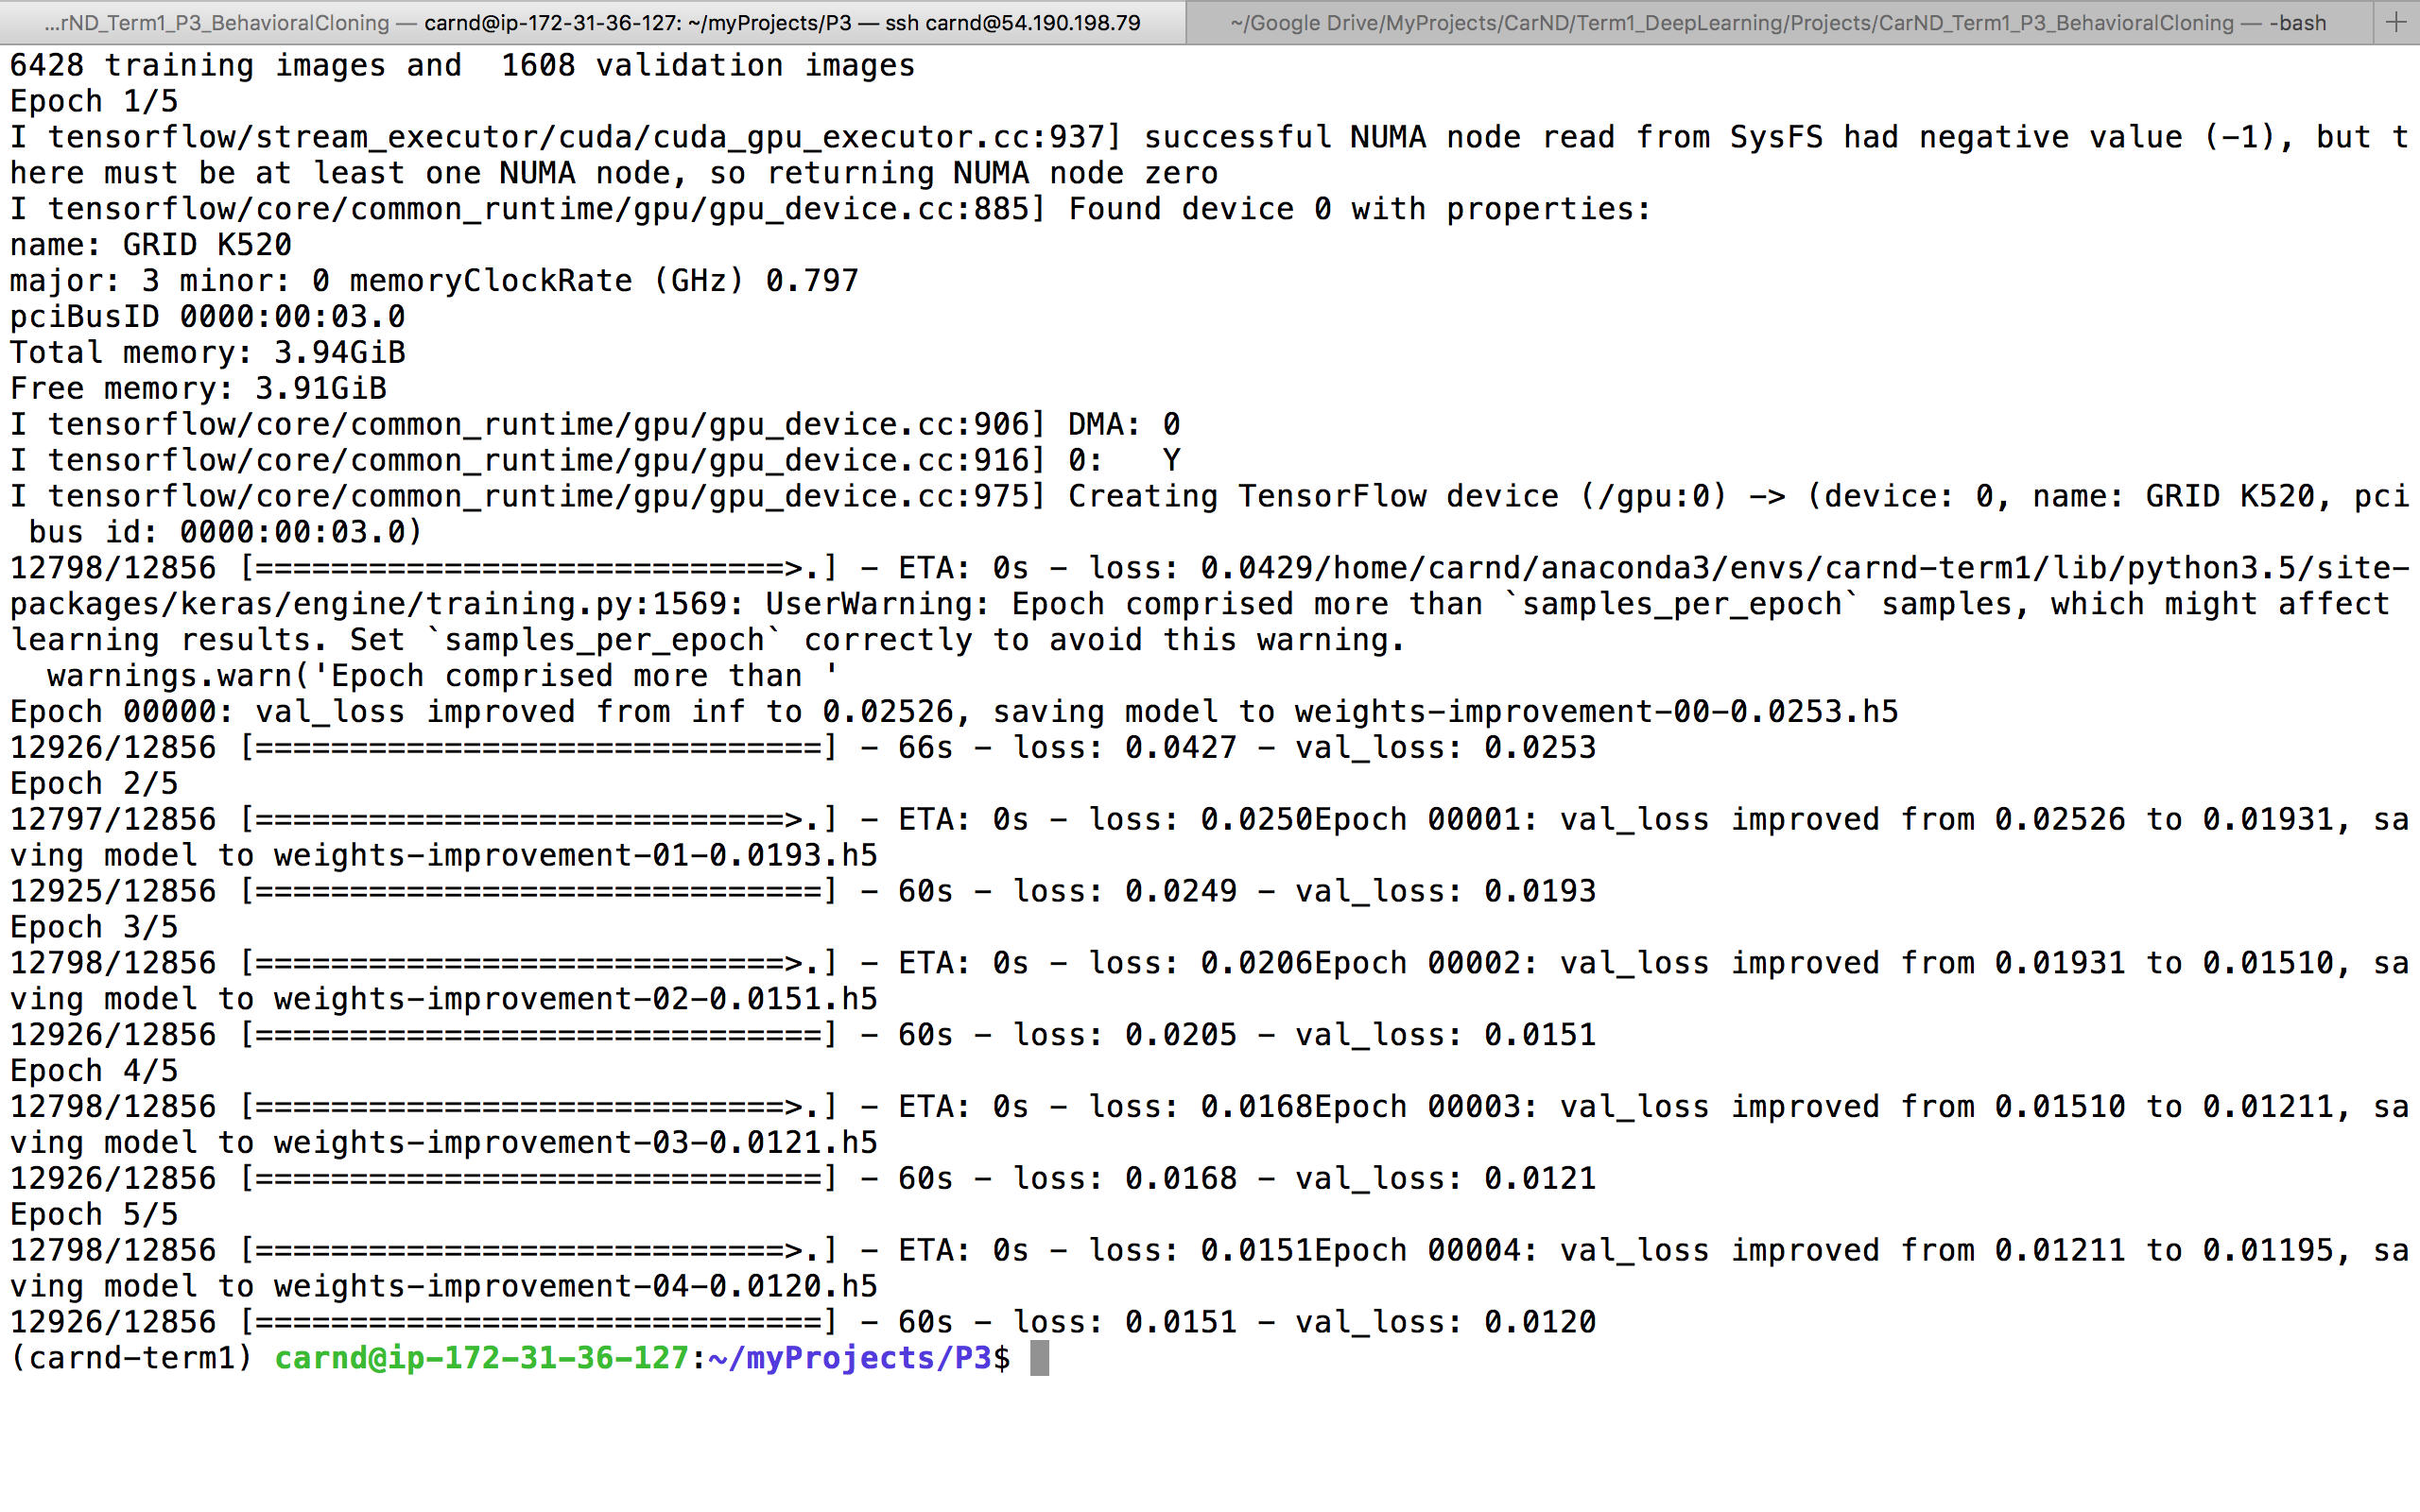 ...rND_Term1_P3_BehavioralCloning — carnd@ip-172-31-36-127: ~/myProjects/P3 — ssh carnd@54.190.198.79
~/Google Drive/MyProjects/CarND/Term1_DeepLearning/Projects/CarND_Term1_P3_BehavioralCloning — -bash
+
6428 training images and  1608 validation images
Epoch 1/5
I tensorflow/stream_executor/cuda/cuda_gpu_executor.cc:937] successful NUMA node read from SysFS had negative value (-1), but t
here must be at least one NUMA node, so returning NUMA node zero
I tensorflow/core/common_runtime/gpu/gpu_device.cc:885] Found device 0 with properties:
name: GRID K520
major: 3 minor: 0 memoryClockRate (GHz) 0.797
pciBusID 0000:00:03.0
Total memory: 3.94GiB
Free memory: 3.91GiB
I tensorflow/core/common_runtime/gpu/gpu_device.cc:906] DMA: 0
I tensorflow/core/common_runtime/gpu/gpu_device.cc:916] 0:   Y
I tensorflow/core/common_runtime/gpu/gpu_device.cc:975] Creating TensorFlow device (/gpu:0) -> (device: 0, name: GRID K520, pci
 bus id: 0000:00:03.0)
12798/12856 [============================>.] - ETA: 0s - loss: 0.0429/home/carnd/anaconda3/envs/carnd-term1/lib/python3.5/site-
packages/keras/engine/training.py:1569: UserWarning: Epoch comprised more than `samples_per_epoch` samples, which might affect
learning results. Set `samples_per_epoch` correctly to avoid this warning.
  warnings.warn('Epoch comprised more than '
Epoch 00000: val_loss improved from inf to 0.02526, saving model to weights-improvement-00-0.0253.h5
12926/12856 [==============================] - 66s - loss: 0.0427 - val_loss: 0.0253
Epoch 2/5
12797/12856 [============================>.] - ETA: 0s - loss: 0.0250Epoch 00001: val_loss improved from 0.02526 to 0.01931, sa
ving model to weights-improvement-01-0.0193.h5
12925/12856 [==============================] - 60s - loss: 0.0249 - val_loss: 0.0193
Epoch 3/5
12798/12856 [============================>.] - ETA: 0s - loss: 0.0206Epoch 00002: val_loss improved from 0.01931 to 0.01510, sa
ving model to weights-improvement-02-0.0151.h5
12926/12856 [==============================] - 60s - loss: 0.0205 - val_loss: 0.0151
Epoch 4/5
12798/12856 [============================>.] - ETA: 0s - loss: 0.0168Epoch 00003: val_loss improved from 0.01510 to 0.01211, sa
ving model to weights-improvement-03-0.0121.h5
12926/12856 [==============================] - 60s - loss: 0.0168 - val_loss: 0.0121
Epoch 5/5
12798/12856 [============================>.] - ETA: 0s - loss: 0.0151Epoch 00004: val_loss improved from 0.01211 to 0.01195, sa
ving model to weights-improvement-04-0.0120.h5
12926/12856 [==============================] - 60s - loss: 0.0151 - val_loss: 0.0120
(carnd-term1) carnd@ip-172-31-36-127:~/myProjects/P3$